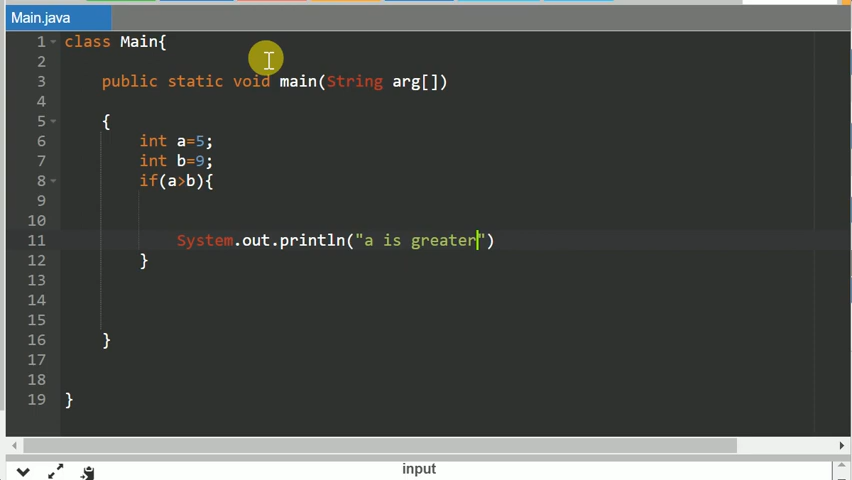 Main.java
1 class Main{
2
3 public static void main(String arg[])
4
5 {
6 int a=5;
7 int b=9;
8 if(a>b){
9
10
11 System.out.println("a is greater")
12 }
13
14
15
16 }
17
18
19 }
input